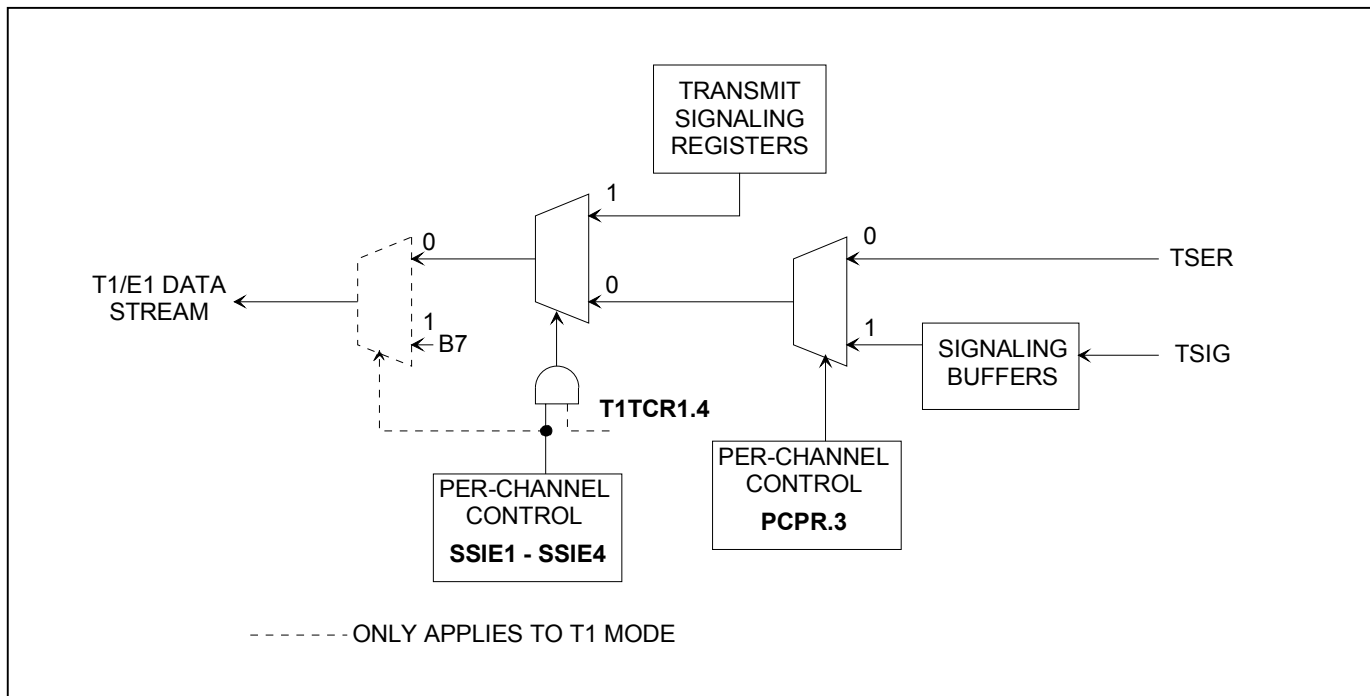 TRANSMIT
SIGNALING
REGISTERS
1
0
0
TSER
T1/E1 DATA
STREAM
0
1
B7
1
SIGNALING
BUFFERS
TSIG
T1TCR1.4
PER-CHANNEL
CONTROL
SSIE1 - SSIE4
PER-CHANNEL
CONTROL
PCPR.3
ONLY APPLIES TO T1 MODE